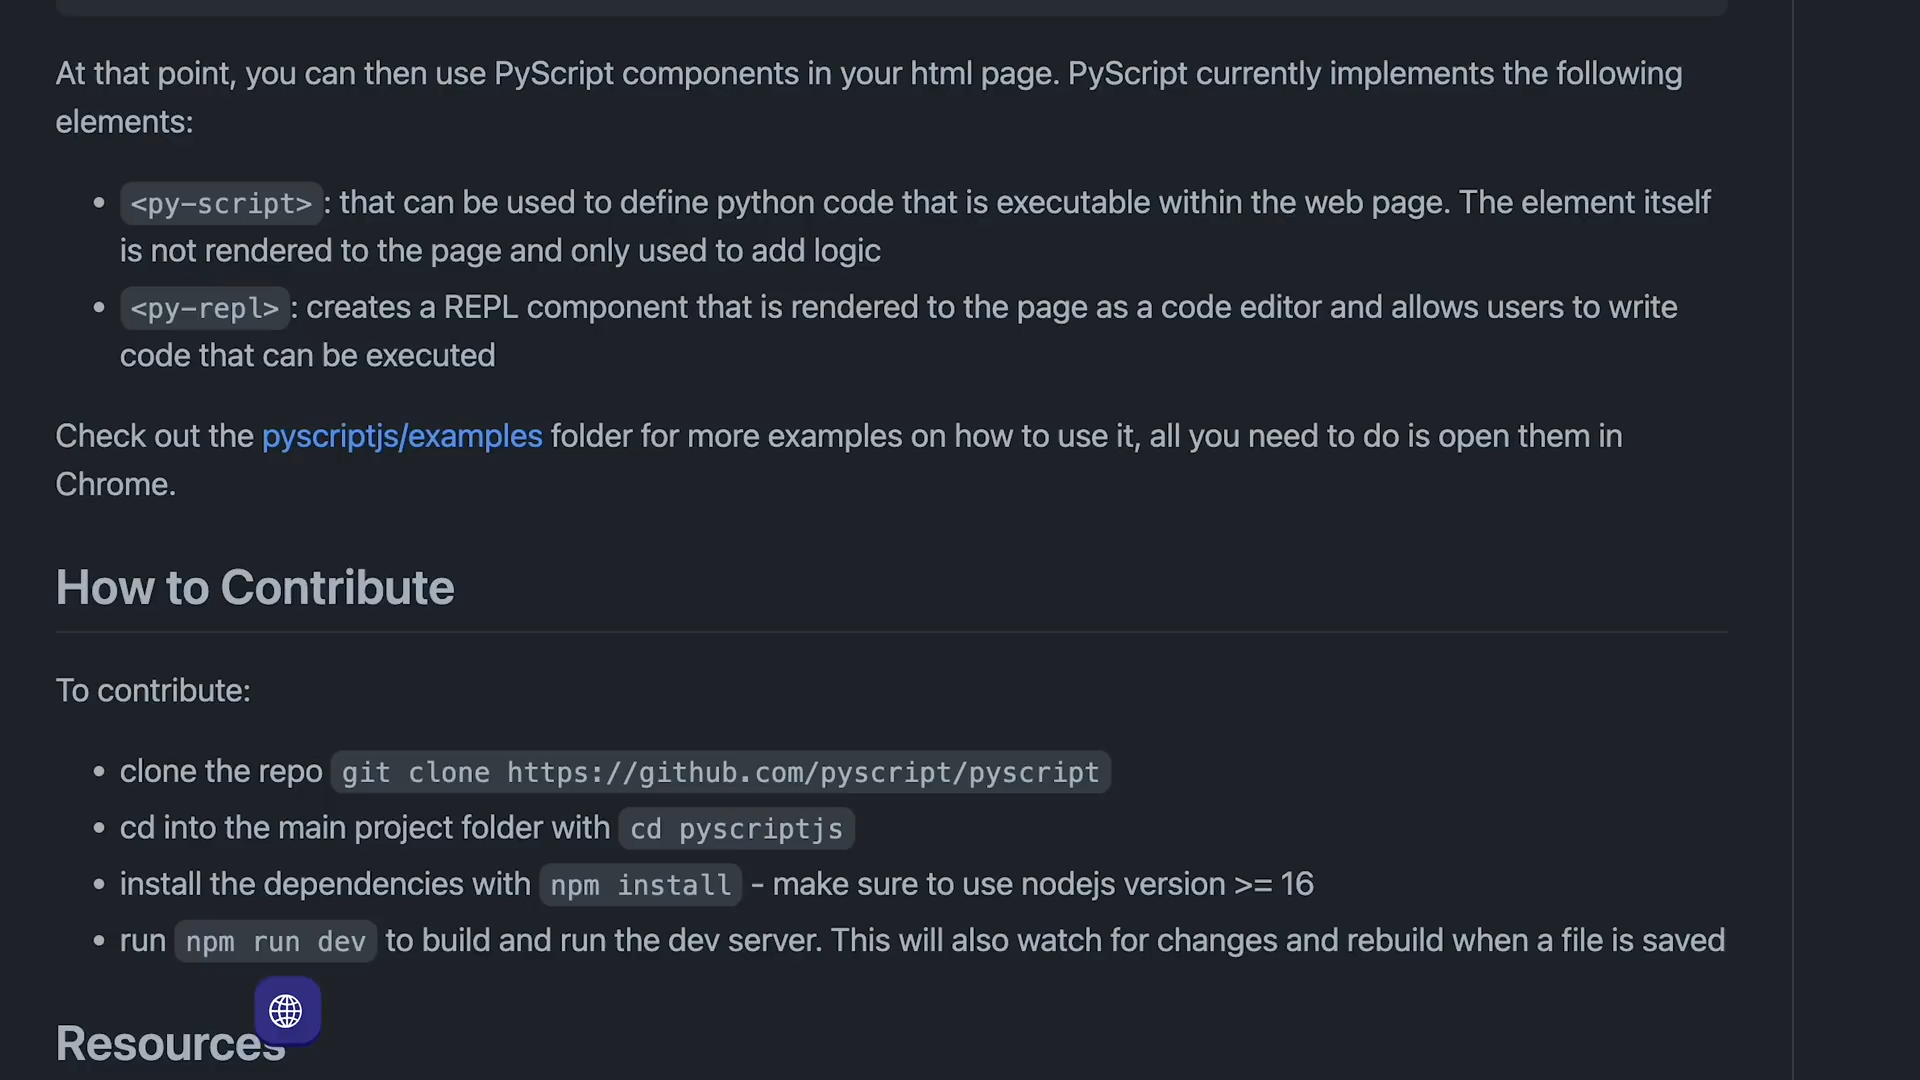 At that point, you can then use PyScript components in your html page. PyScript currently implements the following
elements:
<py-script> : that can be used to define python code that is executable within the web page. The element itself
is not rendered to the page and only used to add logic
<py-repl> : creates a REPL component that is rendered to the page as a code editor and allows users to write
code that can be executed
Check out the pyscriptjs/examples folder for more examples on how to use it, all you need to do is open them in
Chrome.
How to Contribute
To contribute:
clone the repo git clone https://github.com/pyscript/pyscript
cd into the main project folder with cd pyscriptjs
install the dependencies with npm install - make sure to use nodejs version >= 16
run npm run dev to build and run the dev server. This will also watch for changes and rebuild when a file is saved
Resources